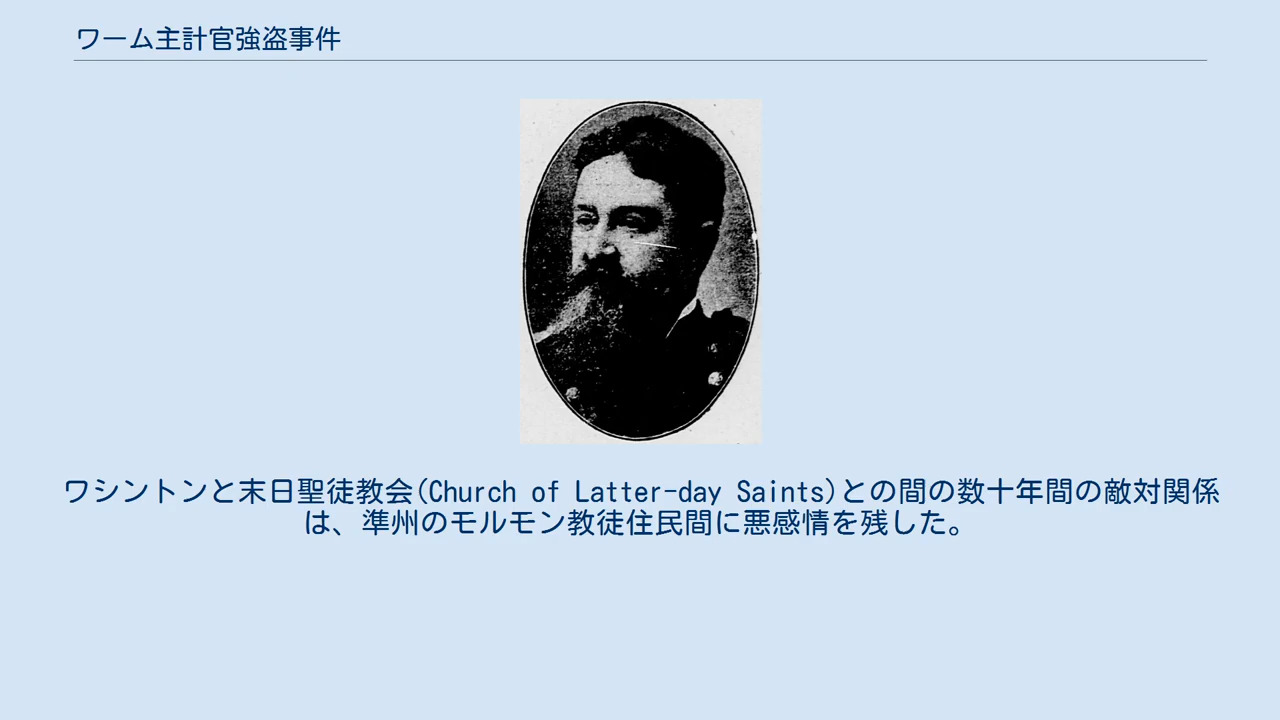 ワーム主計官強盗事件
ワシントンと末日聖徒教会(Church of Latter-day Saints)との間の数十年間の敵対関係
は、準州のモルモン教徒住民間に悪感情を残した。